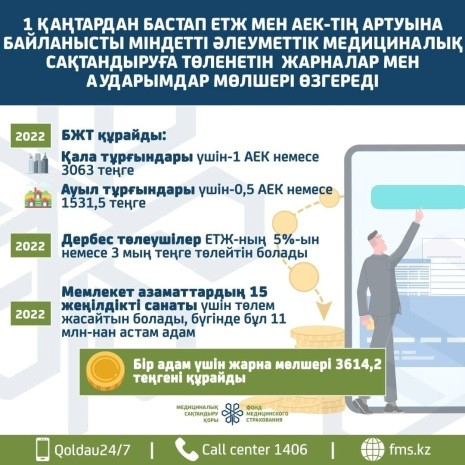 1 ҚАҢТАРДАН БАСТАП ЕТЖ МЕН АЕК-ТІҢ АРТУЫНА
БАЙЛАНЫСТЫ МІНДЕТТІ ӘЛЕУМЕТТІК МЕДИЦИНАЛЫҚ
САҚТАНДЫРУҒА ТӨЛЕНЕТІН ЖАРНАЛАР МЕН
АУДАРЫМДАР МӨЛШЕРІ ӨЗГЕРЕДІ
2022 БЖТ құрайды:
Қала тұрғындары үшін-1 АЕК немесе
3063 теңге
Ауыл тұрғындары үшін-0,5 АЕК немесе
1531,5 теңге
2022 Дербес төлеушілер ЕТЖ-ның 5%-ын
немесе 3 мың теңге төлейтін болады
Мемлекет азаматтардың 15
жеңілдікті санаты үшін төлем
2022 жасайтын болады, бүгінде бұл 11
млн-нан астам адам
Бір адам үшін жарна мөлшері 3614,2
теңгені құрайды
МЕДИЦИНАЛЫҚ САҚТАНДЫРУ ҚОРЫ
ФОНД МЕДИЦИНСКОГО СТРАХОВАНИЯ
Qoldau24/7 | Call center 1406 | fms.kz